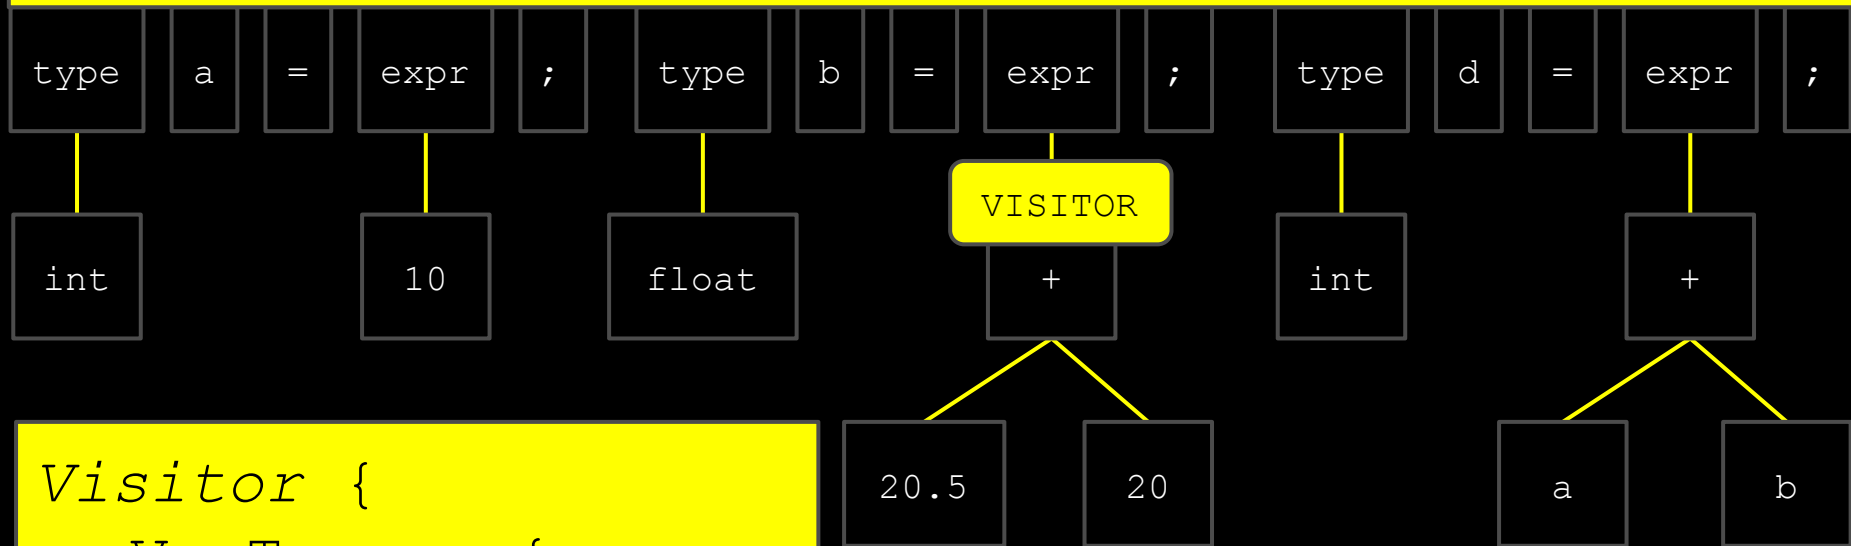 type a = expr ; type b = expr ; type d = expr ;
VISITOR
int 10 float + int +
Visitor {
20.5 20 a b